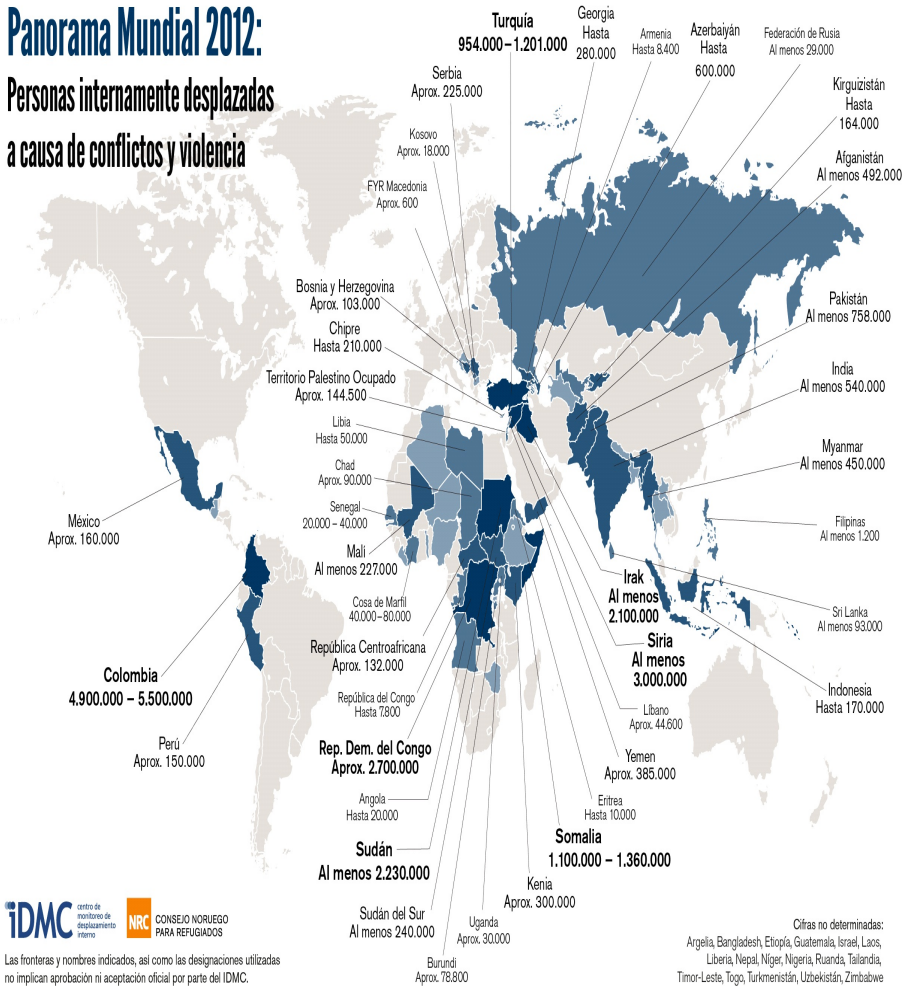 Panorama Mundial 2012:
Personas internamente desplazadas
a causa de conflictos y violencia
Turquía
954.000 – 1.201.000
Georgia
Hasta
280.000
Armenia
Hasta 8.400
Azerbaiyán
Hasta
600.000
Federación de Rusia
Al menos 29.000
Serbia
Aprox. 225.000
Kirguizistán
Hasta
164.000
Kosovo
Aprox. 18.000
Afganistán
Al menos 492.000
FYR Macedonia
Aprox. 600
Bosnia y Herzegovina
Aprox. 103.000
Pakistán
Al menos 758.000
Chipre
Hasta 210.000
India
Al menos 540.000
Territorio Palestino Ocupado
Aprox. 144.500
Libia
Hasta 50.000
Myanmar
Al menos 450.000
Chad
Aprox. 90.000
Senegal
20.000 – 40.000
México
Aprox. 160.000
Filipinas
Al menos 1.200
Mali
Al menos 227.000
Irak
Al menos
2.100.000
Cosa de Marfil
40.000–80.000
Sri Lanka
Al menos 93.000
República Centroafricana
Aprox. 132.000
Siria
Al menos
3.000.000
Colombia
4.900.000 – 5.500.000
República del Congo
Hasta 7.800
Indonesia
Hasta 170.000
Líbano
Aprox. 44.600
Perú
Aprox. 150.000
Rep. Dem. del Congo
Aprox. 2.700.000
Yemen
Aprox. 385.000
Angola
Hasta 20.000
Eritrea
Hasta 10.000
Sudán
Al menos 2.230.000
Somalia
1.100.000 – 1.360.000
Kenia
Aprox. 300.000
Sudán del Sur
Al menos 240.000
Uganda
Aprox. 30.000
Burundi
Aprox. 78.800
iDMC
centro de
monitoreo de
desplazamiento
interno
NRC
CONSEJO NORUEGO
PARA REFUGIADOS
Las fronteras y nombres indicados, así como las designaciones utilizadas
no implican aprobación ni aceptación oficial por parte del IDMC.
Cifras no determinadas:
Argelia, Bangladesh, Etiopía, Guatemala, Israel, Laos,
Liberia, Nepal, Níger, Nigeria, Ruanda, Tailandia,
Timor-Leste, Togo, Turkmenistán, Uzbekistán, Zimbabwe